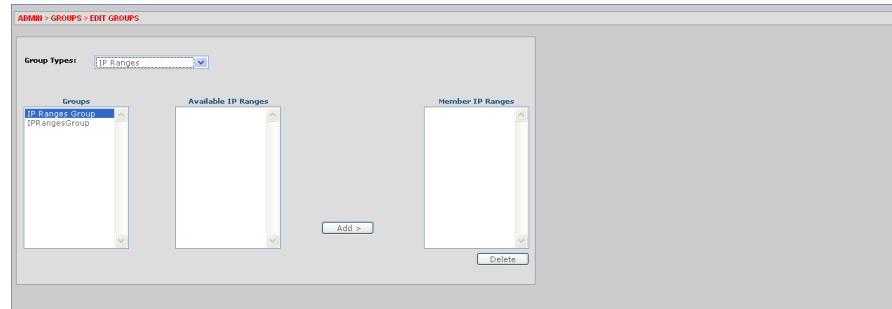 ADMIN > GROUPS > EDIT GROUPS
Group Types: IP Ranges
Groups Available IP Ranges Member IP Ranges
IP Ranges Group
IPRangesGroup
Add >
Delete